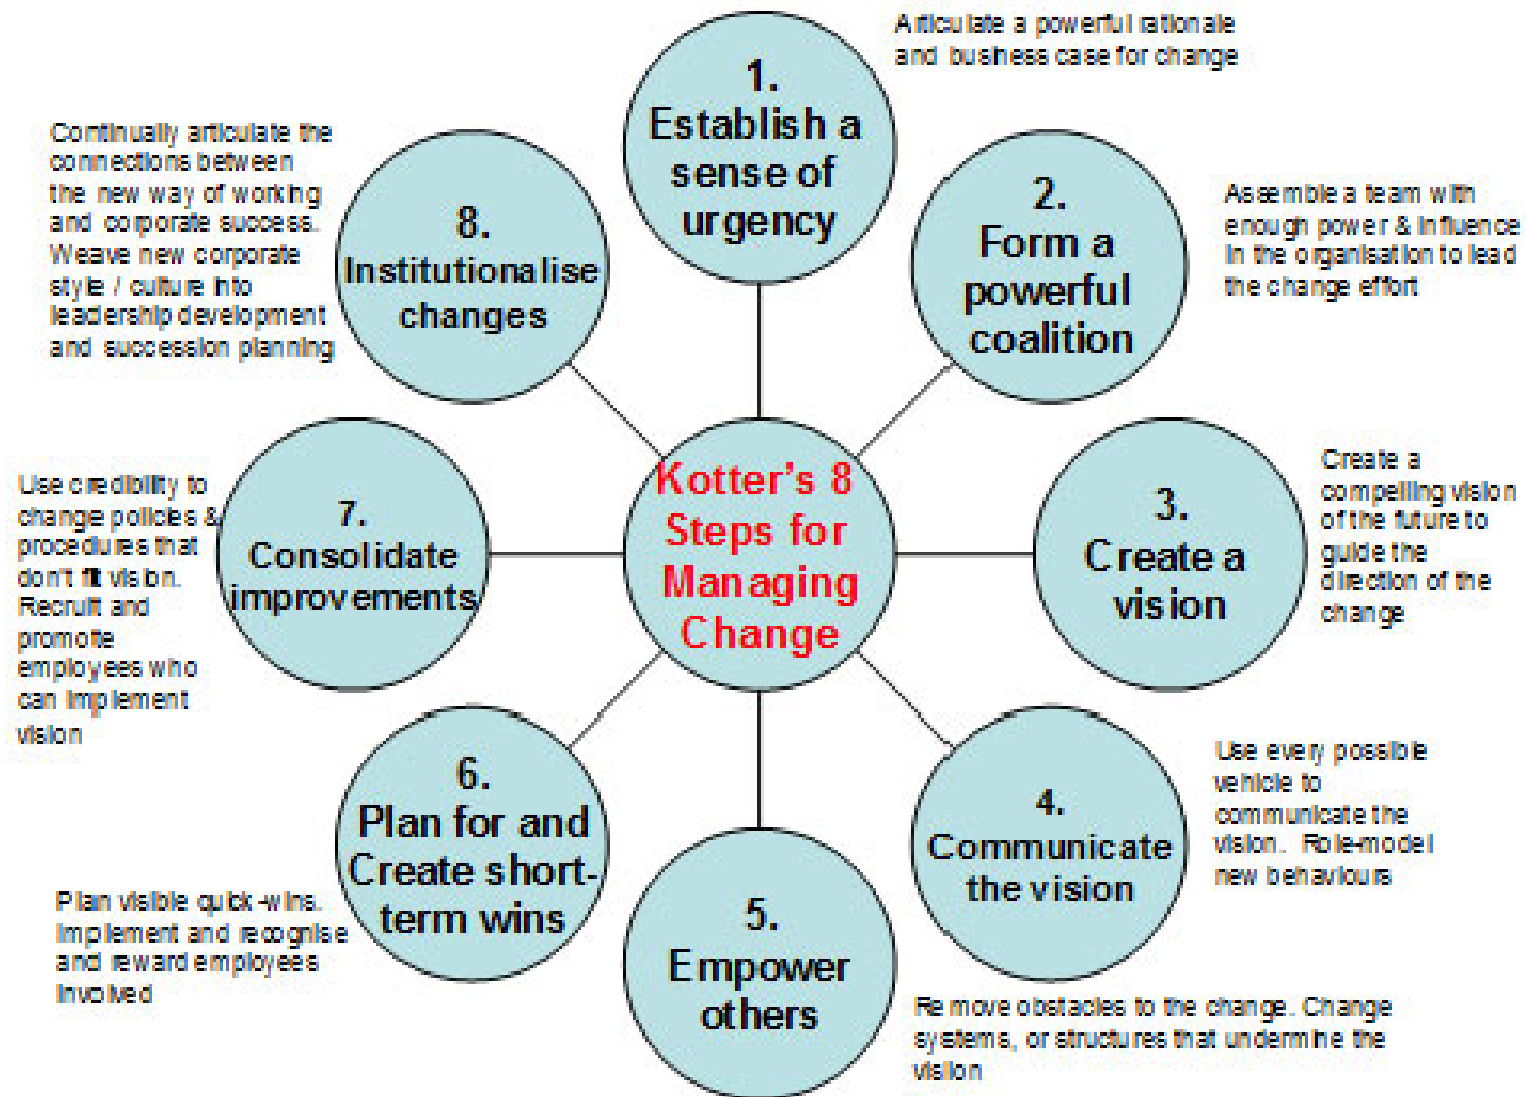 Kotter's 8
Steps for
Managing
Change
1.
Establish a
sense of
urgency
Articulate a powerful rationale
and business case for change
2.
Form a
powerful
coalition
Assemble a team with
enough power & influence
in the organisation to lead
the change effort
3.
Create a
vision
Create a
compelling vision
of the future to
guide the
direction of the
change
4.
Communicate
the vision
Use every possible
vehicle to
communicate the
vision. Role-model
new behaviours
5.
Empower
others
Remove obstacles to the change. Change
systems, or structures that undermine the
vision
6.
Plan for and
Create short-
term wins
Plan visible quick-wins.
Implement and recognise
and reward employees
involved
7.
Consolidate
improvements
Use credibility to
change policies &
procedures that
don't fit vision.
Recruit and
promote
employees who
can implement
vision
8.
Institutionalise
changes
Continually articulate the
connections between
the new way of working
and corporate success.
Weave new corporate
style / culture into
leadership development
and succession planning